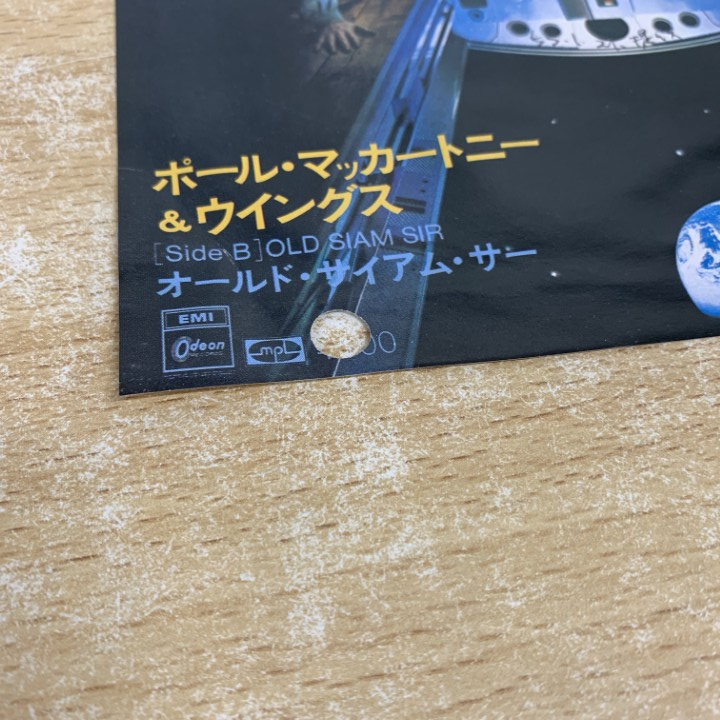 ポール・マッカートニー
&ウイングス
[Side B] OLD SIAM SIR
オールド・サイアム・サー
EMI
Odeon
mpl
00